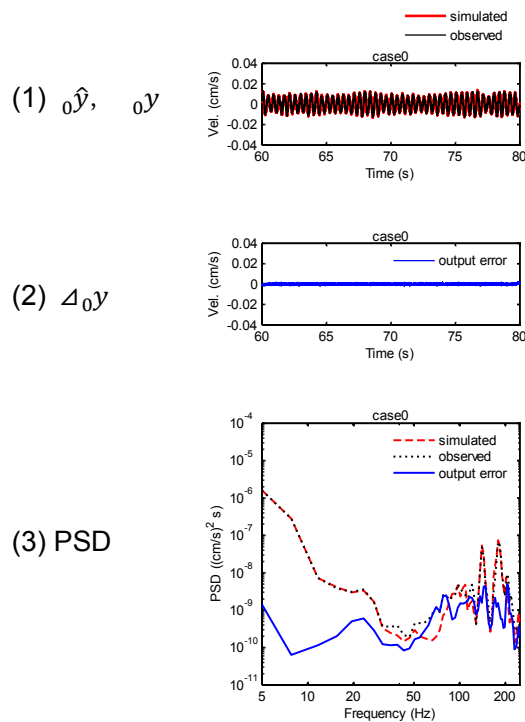 simulated
observed
case0
(1) ₀ŷ, ₀y
Vel. (cm/s)
0.04
0.02
0
-0.02
-0.04
60 65 70 75 80
Time (s)
case0
(2) ⊿₀y
Vel. (cm/s)
0.04
0.02
0
-0.02
-0.04
output error
60 65 70 75 80
Time (s)
case0
(3) PSD
PSD ((cm/s)² s)
10⁻⁴
10⁻⁵
10⁻⁶
10⁻⁷
10⁻⁸
10⁻⁹
10⁻¹⁰
10⁻¹¹
simulated
observed
output error
5 10 20 50 100 200
Frequency (Hz)